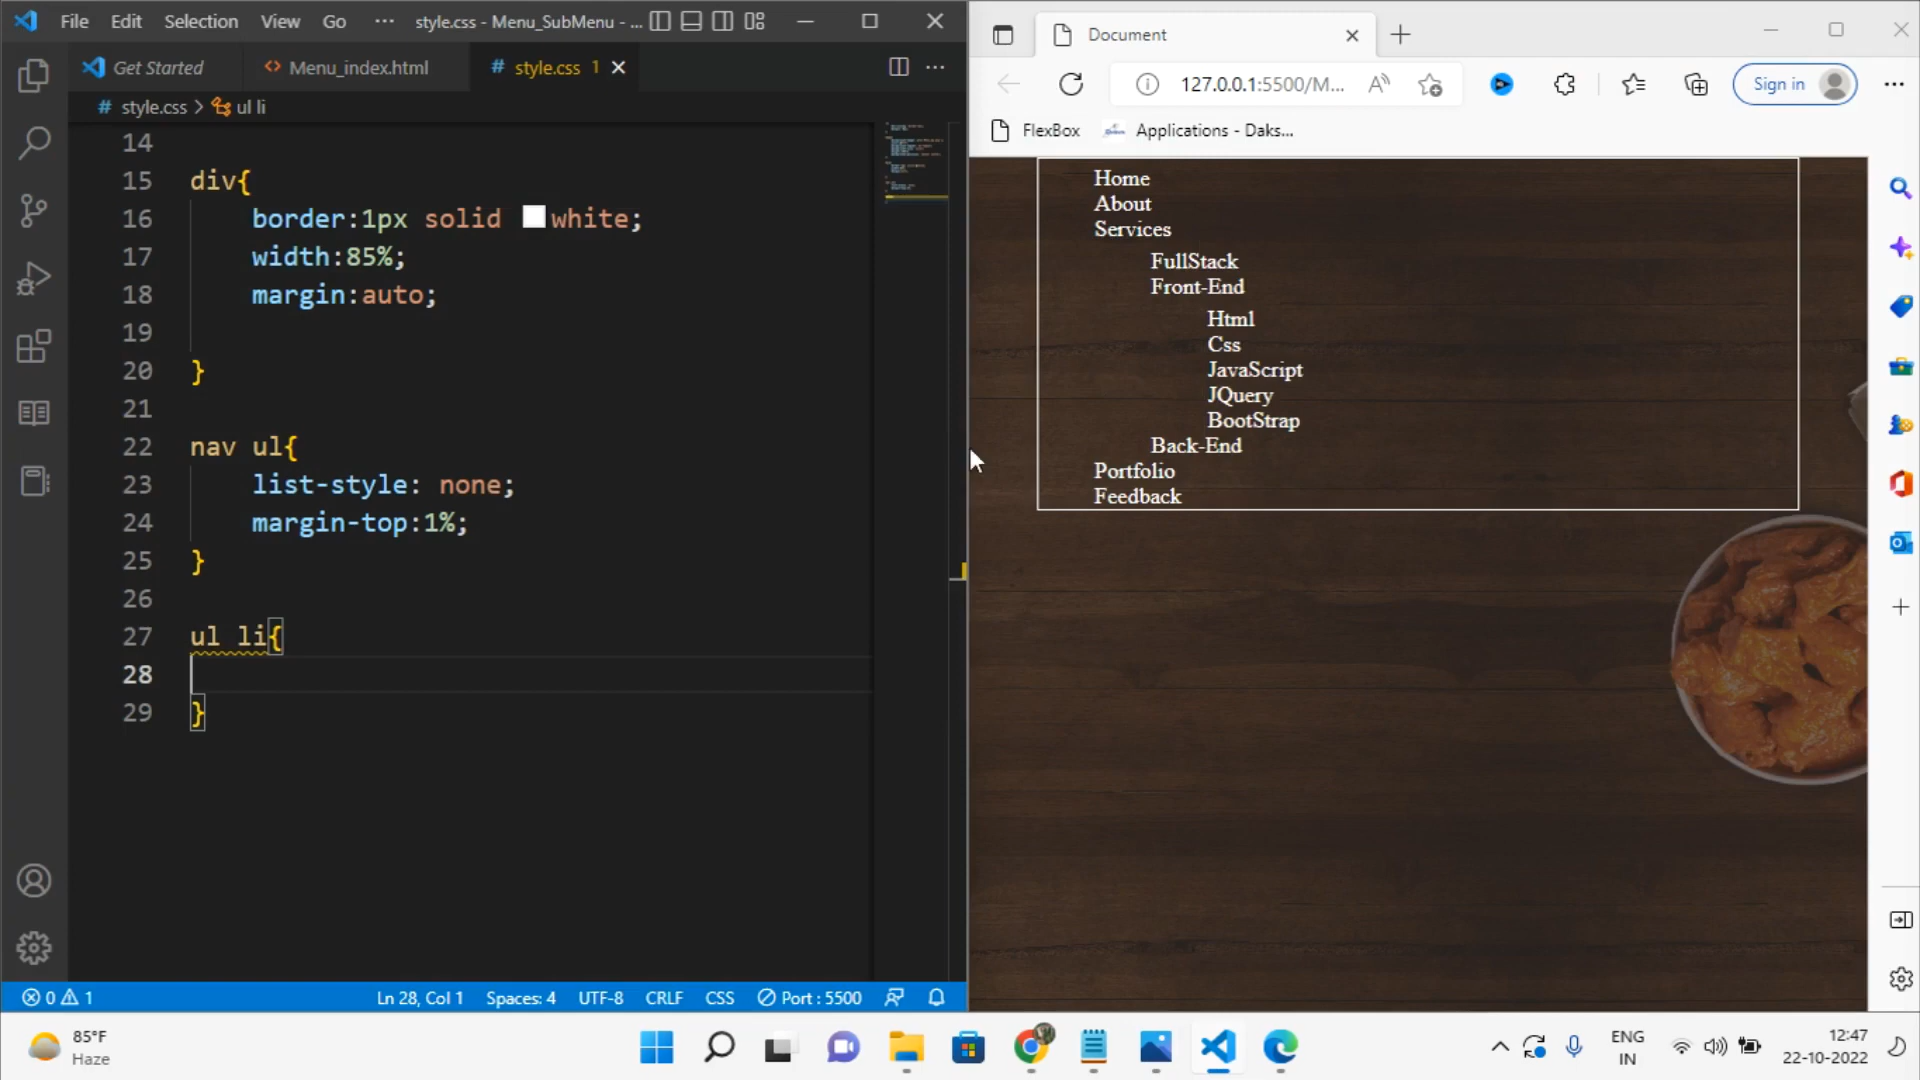 File Edit Selection View Go ··· style.css - Menu_SubMenu - ...
Get Started <> Menu_index.html # style.css 1
# style.css > ul li
14
15 div{
16 border:1px solid white;
17 width:85%;
18 margin:auto;
19
20 }
21
22 nav ul{
23 list-style: none;
24 margin-top:1%;
25 }
26
27 ul li{
28
29 }
0 1 Ln 28, Col 1 Spaces: 4 UTF-8 CRLF CSS Port : 5500
Document
127.0.0.1:5500/M... Sign in
FlexBox Applications - Daks...
Home
About
Services
FullStack
Front-End
Html
Css
JavaScript
JQuery
BootStrap
Back-End
Portfolio
Feedback
85°F
Haze
ENG
IN
12:47
22-10-2022